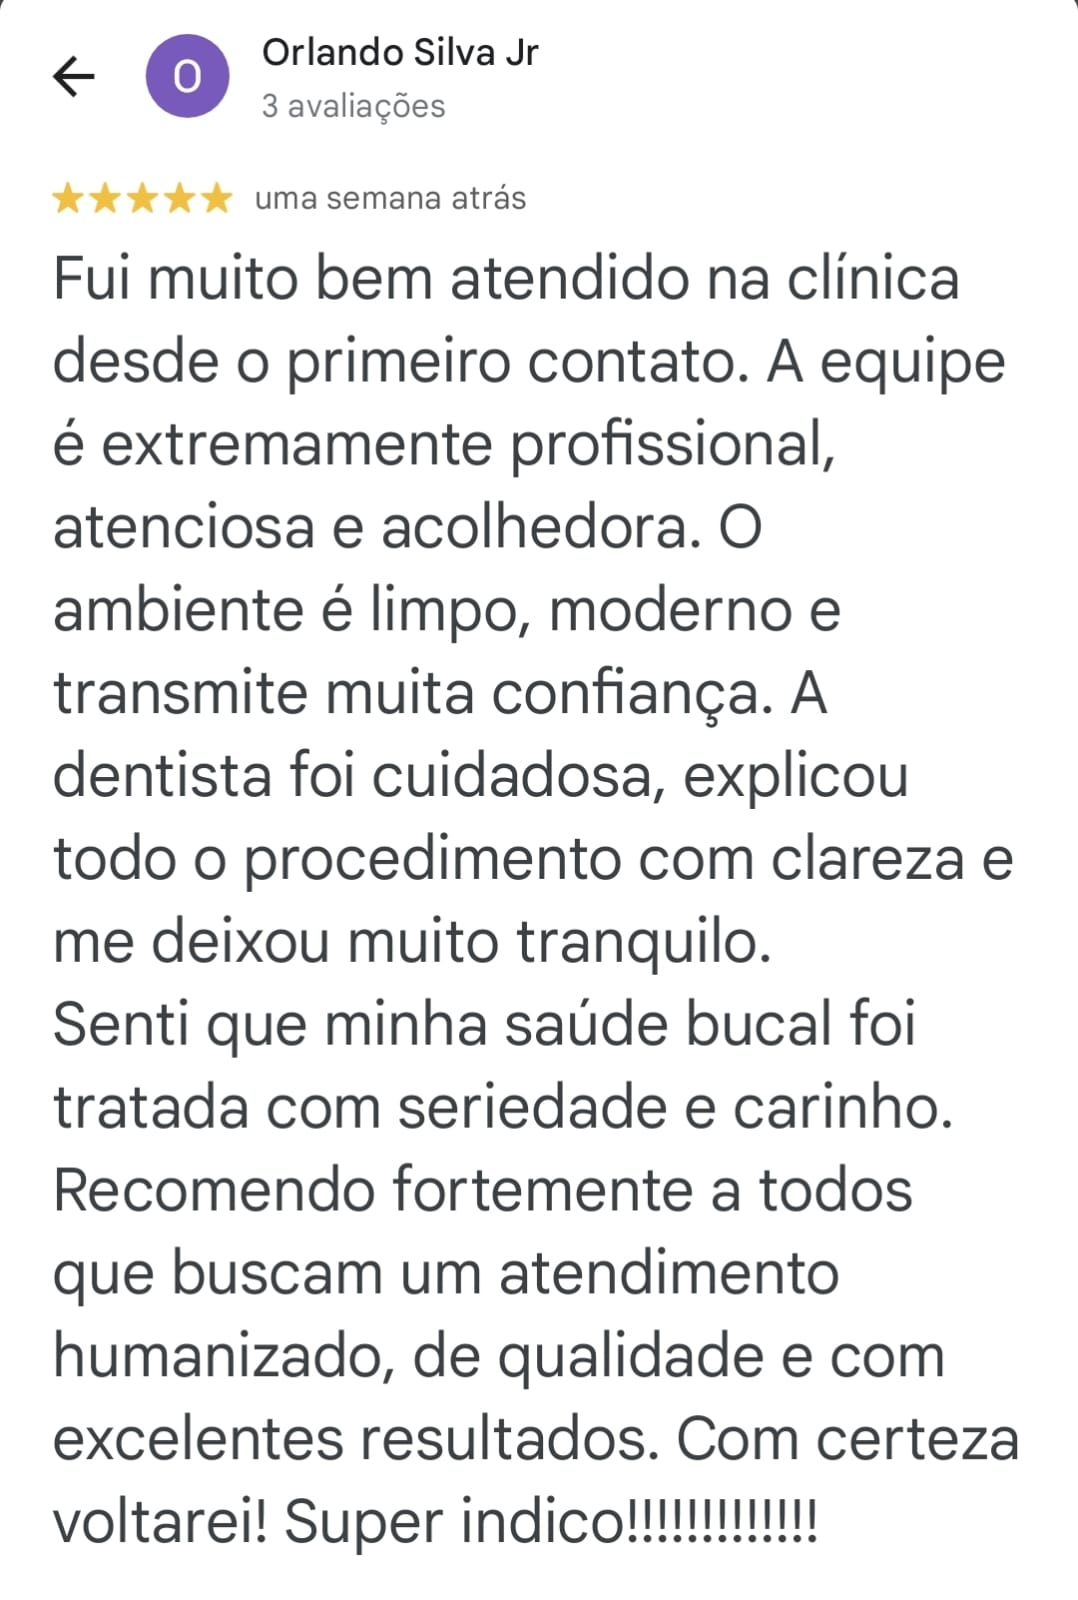 O
Orlando Silva Jr
3 avaliações
uma semana atrás
Fui muito bem atendido na clínica
desde o primeiro contato. A equipe
é extremamente profissional,
atenciosa e acolhedora. O
ambiente é limpo, moderno e
transmite muita confiança. A
dentista foi cuidadosa, explicou
todo o procedimento com clareza e
me deixou muito tranquilo.
Senti que minha saúde bucal foi
tratada com seriedade e carinho.
Recomendo fortemente a todos
que buscam um atendimento
humanizado, de qualidade e com
excelentes resultados. Com certeza
voltarei! Super indico!!!!!!!!!!!!!